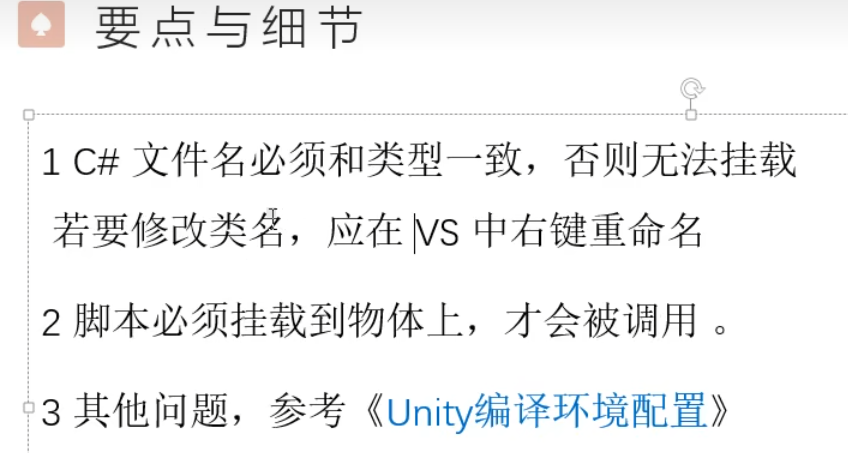 要点与细节
1 C# 文件名必须和类型一致，否则无法挂载
若要修改类名，应在 VS 中右键重命名
2 脚本必须挂载到物体上，才会被调用 。
3 其他问题，参考《Unity编译环境配置》